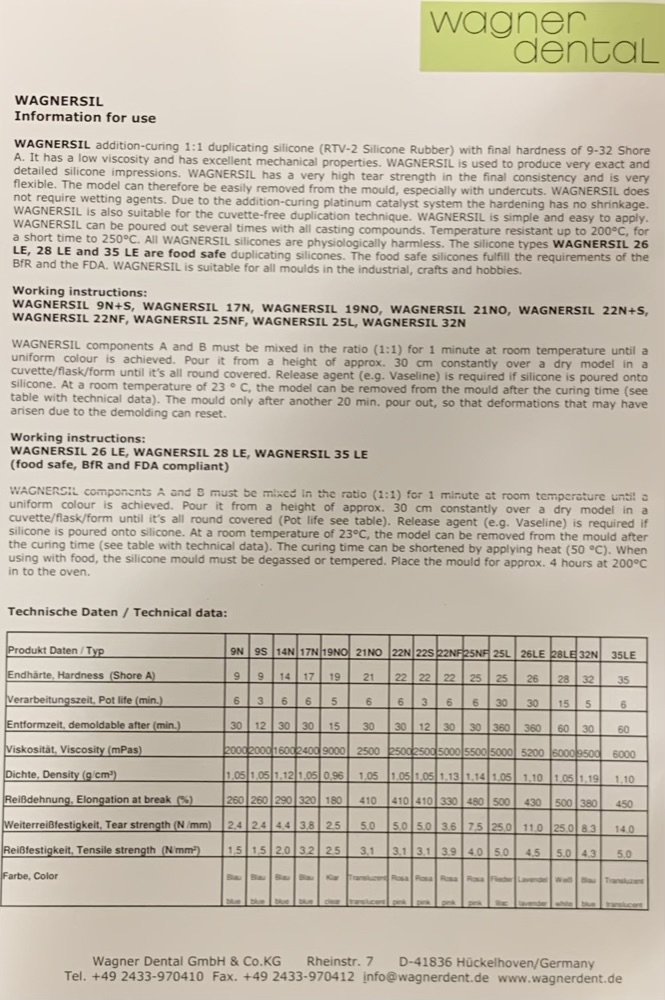 wagner
dental
WAGNERSIL
Information for use
WAGNERSIL addition-curing 1:1 duplicating silicone (RTV-2 Silicone Rubber) with final hardness of 9-32 Shore
A. It has a low viscosity and has excellent mechanical properties. WAGNERSIL is used to produce very exact and
detailed silicone impressions. WAGNERSIL has a very high tear strength in the final consistency and is very
flexible. The model can therefore be easily removed from the mould, especially with undercuts. WAGNERSIL does
not require wetting agents. Due to the addition-curing platinum catalyst system the hardening has no shrinkage.
WAGNERSIL is also suitable for the cuvette-free duplication technique. WAGNERSIL is simple and easy to apply.
WAGNERSIL can be poured out several times with all casting compounds. Temperature resistant up to 200°C, for
a short time to 250°C. All WAGNERSIL silicones are physiologically harmless. The silicone types WAGNERSIL 26
LE, 28 LE and 35 LE are food safe duplicating silicones. The food safe silicones fulfill the requirements of the
BfR and the FDA. WAGNERSIL is suitable for all moulds in the industrial, crafts and hobbies.
Working instructions:
WAGNERSIL 9N+S, WAGNERSIL 17N, WAGNERSIL 19NO, WAGNERSIL 21NO, WAGNERSIL 22N+S,
WAGNERSIL 22NF, WAGNERSIL 25NF, WAGNERSIL 25L, WAGNERSIL 32N
WAGNERSIL components A and B must be mixed in the ratio (1:1) for 1 minute at room temperature until a
uniform colour is achieved. Pour it from a height of approx. 30 cm constantly over a dry model in a
cuvette/flask/form until it's all round covered. Release agent (e.g. Vaseline) is required if silicone is poured onto
silicone. At a room temperature of 23 ° C, the model can be removed from the mould after the curing time (see
table with technical data). The mould only after another 20 min. pour out, so that deformations that may have
arisen due to the demolding can reset.
Working instructions:
WAGNERSIL 26 LE, WAGNERSIL 28 LE, WAGNERSIL 35 LE
(food safe, BfR and FDA compliant)
WAGNERSIL components A and B must be mixed in the ratio (1:1) for 1 minute at room temperature until a
uniform colour is achieved. Pour it from a height of approx. 30 cm constantly over a dry model in a
cuvette/flask/form until it's all round covered (Pot life see table). Release agent (e.g. Vaseline) is required if
silicone is poured onto silicone. At a room temperature of 23°C, the model can be removed from the mould after
the curing time (see table with technical data). The curing time can be shortened by applying heat (50 °C). When
using with food, the silicone mould must be degassed or tempered. Place the mould for approx. 4 hours at 200°C
in to the oven.
Technische Daten / Technical data:
Produkt Daten / Typ 9N 9S 14N 17N 19NO 21NO 22N 22S 22NF 25NF 25L 26LE 28LE 32N 35LE
Endhärte, Hardness (Shore A) 9 9 14 17 19 21 22 22 22 25 25 26 28 32 35
Verarbeitungszeit, Pot life (min.) 6 3 6 6 5 6 6 3 6 6 30 30 15 5 6
Entformzeit, demoldable after (min.) 30 12 30 30 15 30 30 12 30 30 360 360 60 30 60
Viskosität, Viscosity (mPas) 2000 2000 1600 2400 9000 2500 2500 2500 5000 5500 5000 5200 6000 9500 6000
Dichte, Density (g/cm³) 1,05 1,05 1,12 1,05 0,96 1,05 1,05 1,05 1,13 1,14 1,05 1,10 1,05 1,19 1,10
Reißdehnung, Elongation at break (%) 260 260 290 320 180 410 410 410 330 480 500 430 500 380 450
Weiterreißfestigkeit, Tear strength (N /mm) 2,4 2,4 4,4 3,8 2,5 5,0 5,0 5,0 3,6 7,5 25,0 11,0 25,0 8,3 14,0
Reißfestigkeit, Tensile strength (N/mm²) 1,5 1,5 2,0 3,2 2,5 3,1 3,1 3,1 3,9 4,0 5,0 4,5 5,0 4,3 5,0
Farbe, Color Blau Blau Blau Blau Klar Transluzent Rosa Rosa Rosa Rosa Flieder Lavendel Weiß Blau Transluzent
blue blue blue blue clear translucent pink pink pink pink lilac lavender white blue translucent
Wagner Dental GmbH & Co.KG Rheinstr. 7 D-41836 Hückelhoven/Germany
Tel. +49 2433-970410 Fax. +49 2433-970412 info@wagnerdent.de www.wagnerdent.de